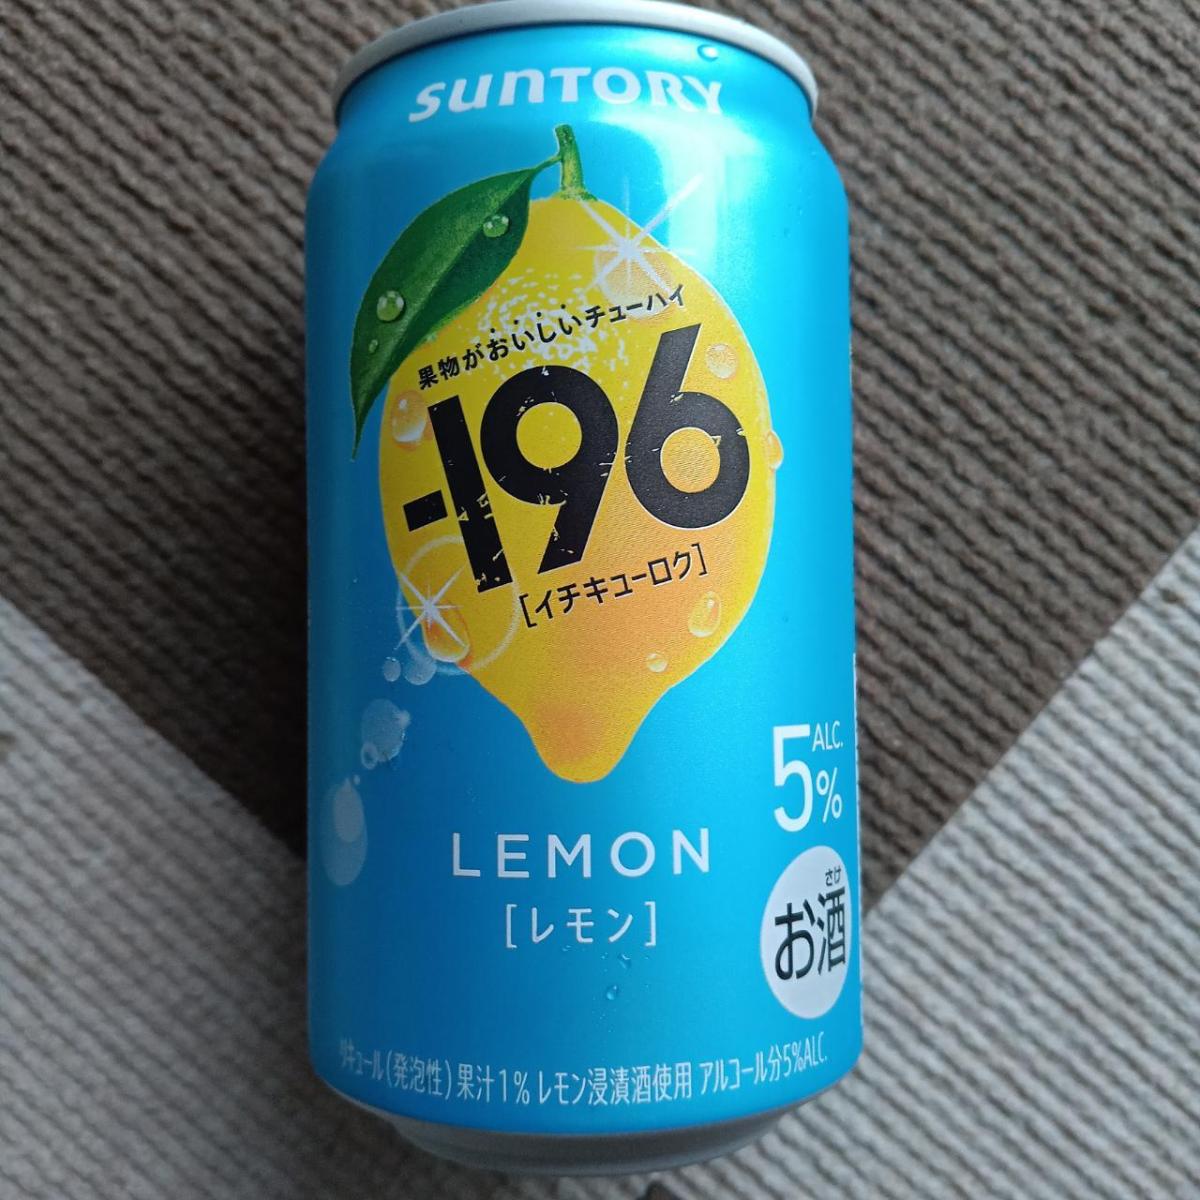 SUNTORY
果物がおいしいチューハイ
-196
[イチキューロク]
5% ALC.
LEMON
[レモン]
さけ
お酒
リキュール(発泡性)果汁1% レモン浸漬酒使用 アルコール分5%ALC.